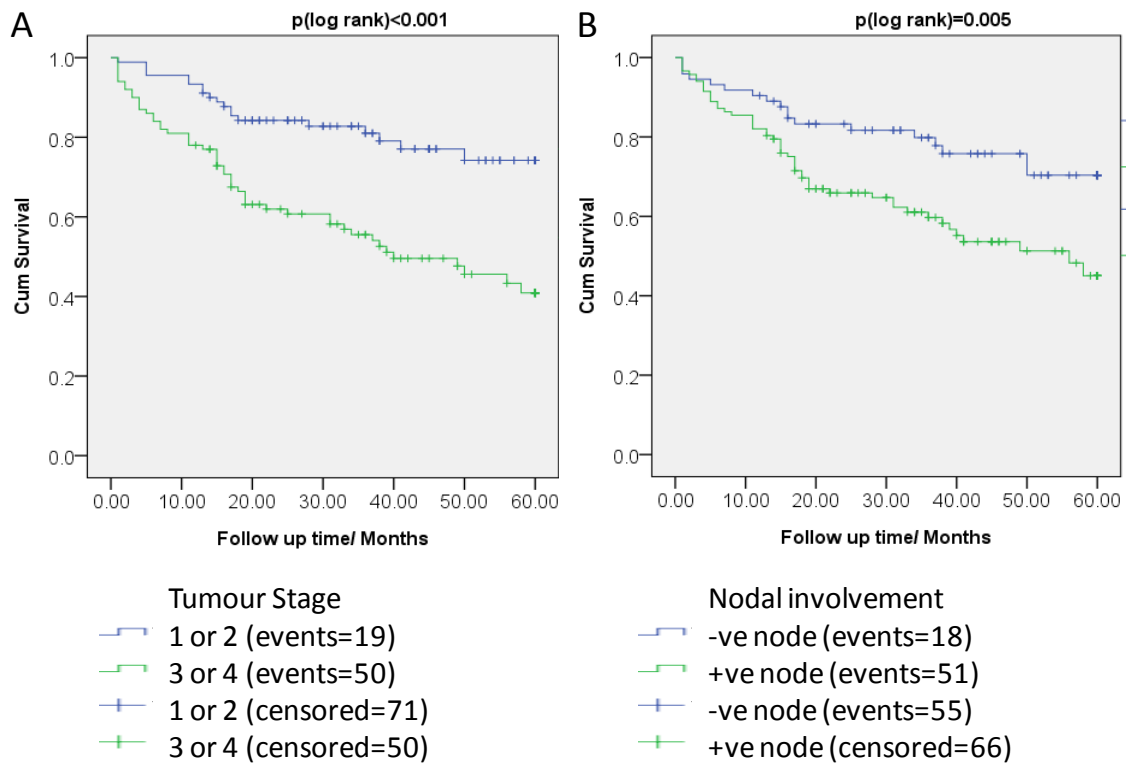 A
p(log rank)<0.001
1.0
0.8
0.6
0.4
0.2
0.0
Cum Survival
0.00 10.00 20.00 30.00 40.00 50.00 60.00
Follow up time/ Months
Tumour Stage
1 or 2 (events=19)
3 or 4 (events=50)
1 or 2 (censored=71)
3 or 4 (censored=50)
B
p(log rank)=0.005
1.0
0.8
0.6
0.4
0.2
0.0
Cum Survival
0.00 10.00 20.00 30.00 40.00 50.00 60.00
Follow up time/ Months
Nodal involvement
-ve node (events=18)
+ve node (events=51)
-ve node (events=55)
+ve node (censored=66)